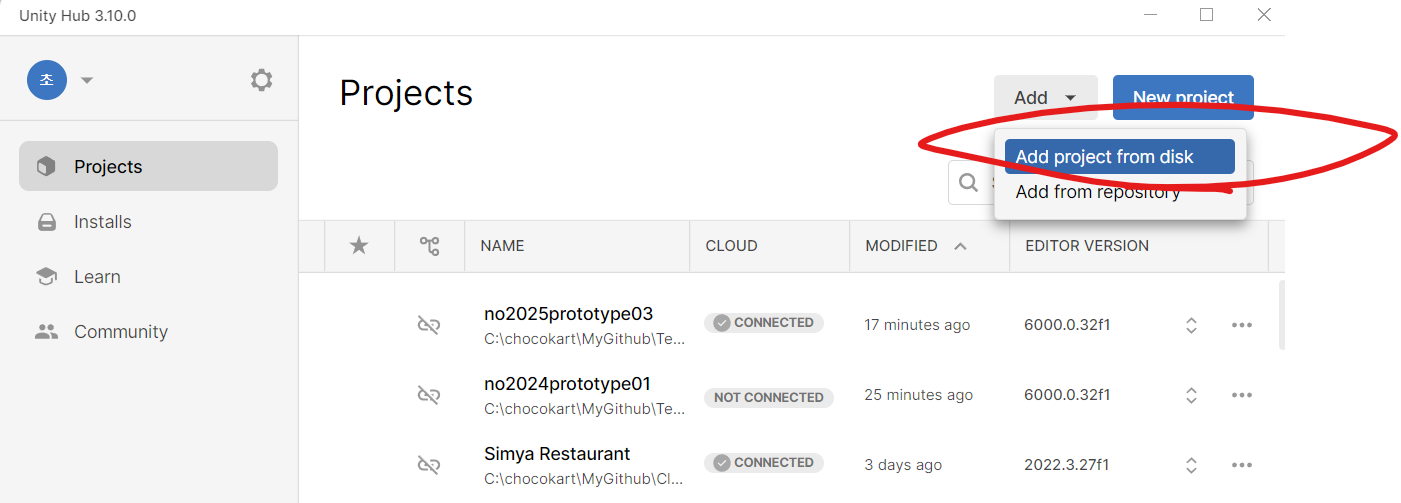 Unity Hub 3.10.0
초
Projects
Installs
Learn
Community
Projects
Add
New project
Add project from disk
Add from repository
NAME
CLOUD
MODIFIED
EDITOR VERSION
no2025prototype03
C:\chocokart\MyGithub\Te...
CONNECTED
17 minutes ago
6000.0.32f1
no2024prototype01
C:\chocokart\MyGithub\Te...
NOT CONNECTED
25 minutes ago
6000.0.32f1
Simya Restaurant
C:\chocokart\MyGithub\Cl...
CONNECTED
3 days ago
2022.3.27f1